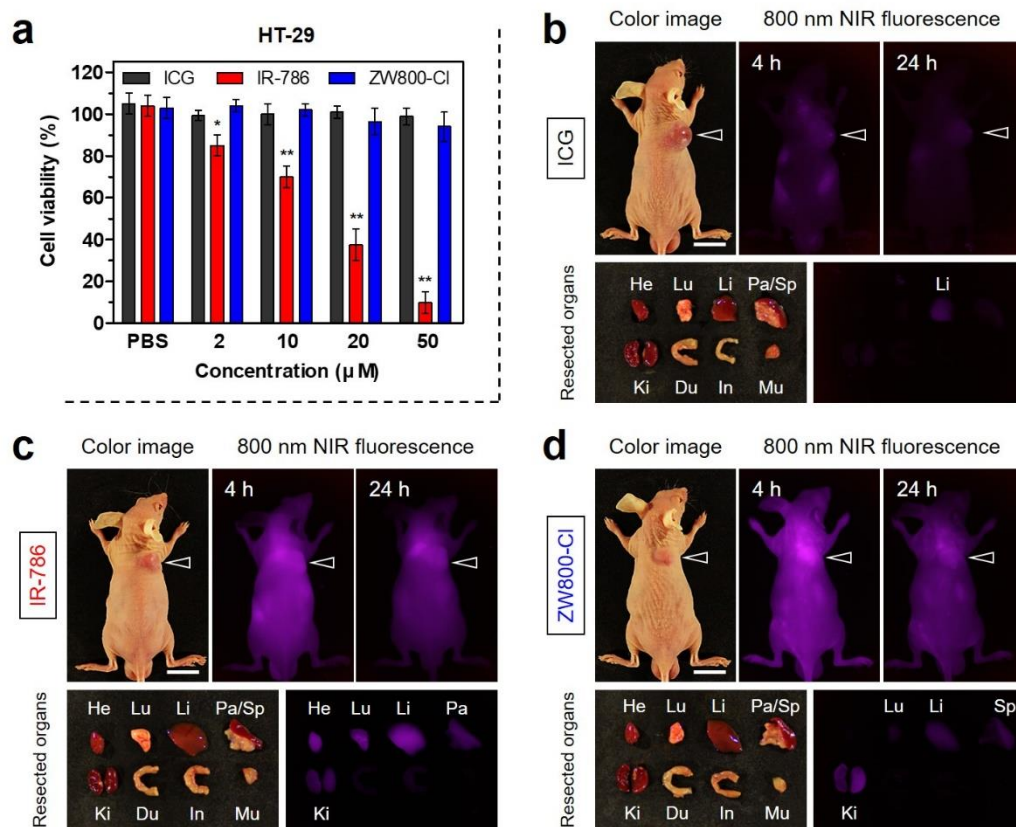 a
HT-29
ICG IR-786 ZW800-Cl
120
100
80
60
40
20
0
Cell viability (%)
*
**
**
**
PBS 2 10 20 50
Concentration (µM)
b
Color image 800 nm NIR fluorescence
ICG
4 h 24 h
Resected organs
He Lu Li Pa/Sp
Ki Du In Mu
Li
c
Color image 800 nm NIR fluorescence
IR-786
4 h 24 h
Resected organs
He Lu Li Pa/Sp
Ki Du In Mu
He Lu Li Pa
Ki
d
Color image 800 nm NIR fluorescence
ZW800-Cl
4 h 24 h
Resected organs
He Lu Li Pa/Sp
Ki Du In Mu
Lu Li Sp
Ki